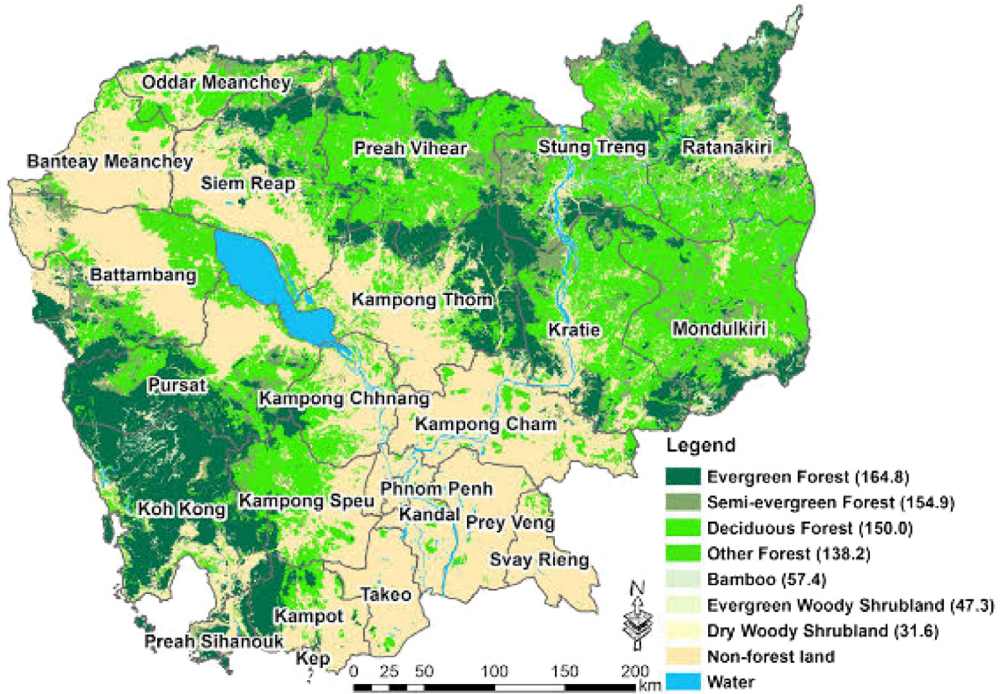 Oddar Meanchey
Preah Vihear
Stung Treng
Ratanakiri
Banteay Meanchey
Siem Reap
Battambang
Kampong Thom
Kratie
Mondulkiri
Pursat
Kampong Chhnang
Kampong Cham
Koh Kong
Kampong Speu
Phnom Penh
Kandal
Prey Veng
Svay Rieng
Takeo
Kampot
Preah Sihanouk
Kep
Legend
Evergreen Forest (164.8)
Semi-evergreen Forest (154.9)
Deciduous Forest (150.0)
Other Forest (138.2)
Bamboo (57.4)
Evergreen Woody Shrubland (47.3)
Dry Woody Shrubland (31.6)
Non-forest land
Water
N
0 25 50 100 150 200
km